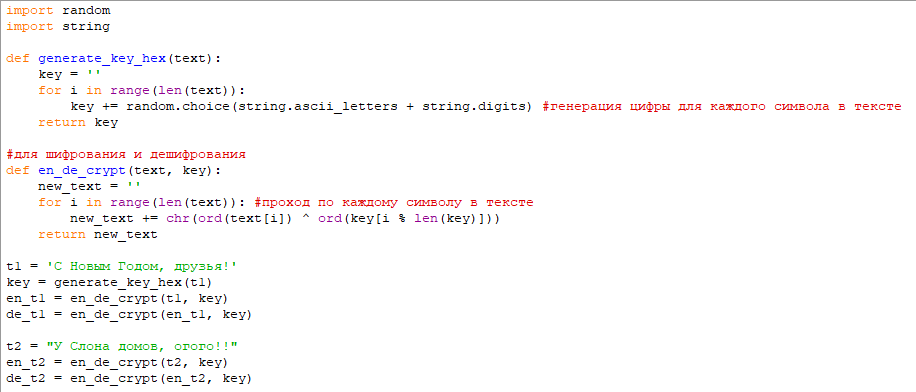 import random
import string
def generate_key_hex(text):
key = ''
for i in range(len(text)):
key += random.choice(string.ascii_letters + string.digits) #генерация цифры для каждого символа в тексте
return key
#для шифрования и дешифрования
def en_de_crypt(text, key):
new_text = ''
for i in range(len(text)): #проход по каждому символу в тексте
new_text += chr(ord(text[i]) ^ ord(key[i % len(key)]))
return new_text
t1 = 'С Новым Годом, друзья!'
key = generate_key_hex(t1)
en_t1 = en_de_crypt(t1, key)
de_t1 = en_de_crypt(en_t1, key)
t2 = "У Слона домов, огого!!"
en_t2 = en_de_crypt(t2, key)
de_t2 = en_de_crypt(en_t2, key)